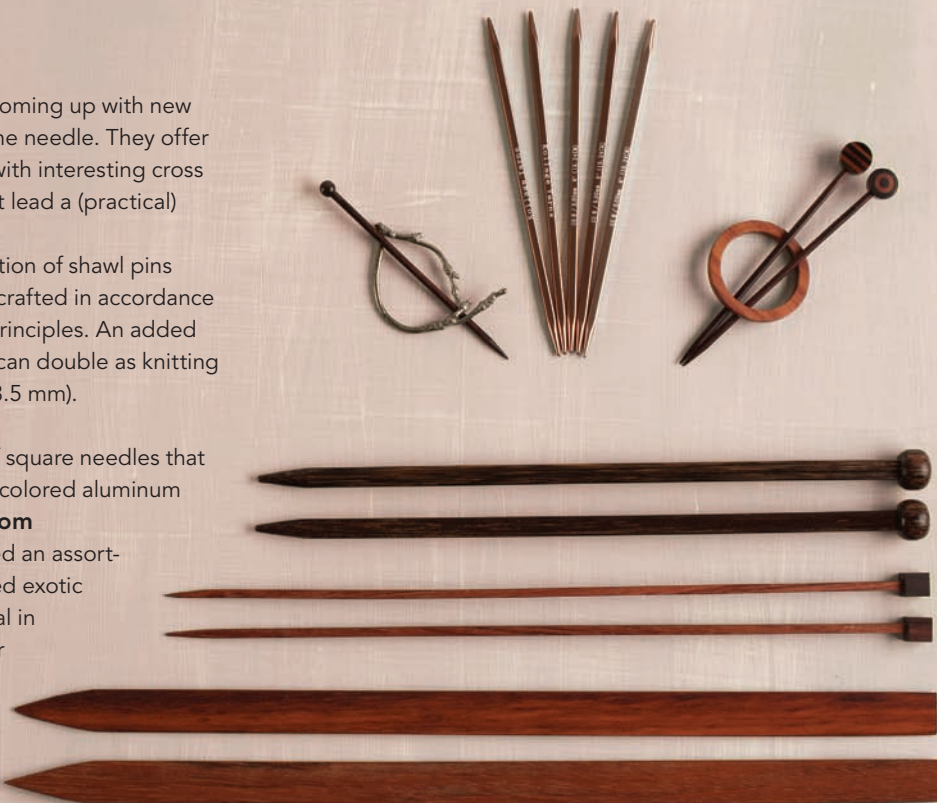 oming up with new
ne needle. They offer
with interesting cross
t lead a (practical)
tion of shawl pins
crafted in accordance
rinciples. An added
can double as knitting
3.5 mm).
f square needles that
colored aluminum
om
ed an assort-
ed exotic
al in
r